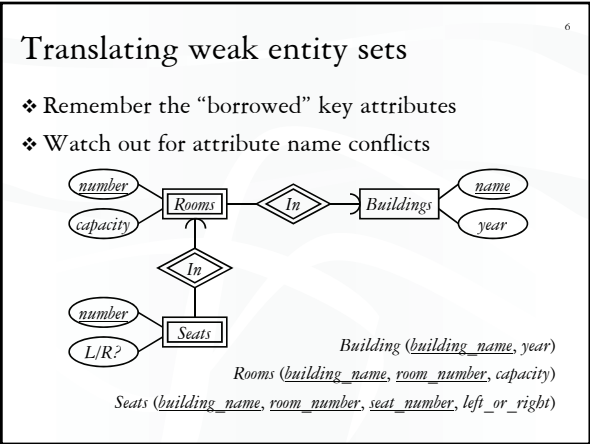 6
Translating weak entity sets
❖ Remember the “borrowed” key attributes
❖ Watch out for attribute name conflicts
number
Rooms
In
Buildings
name
capacity
year
In
number
Seats
L/R?
Building (building_name, year)
Rooms (building_name, room_number, capacity)
Seats (building_name, room_number, seat_number, left_or_right)